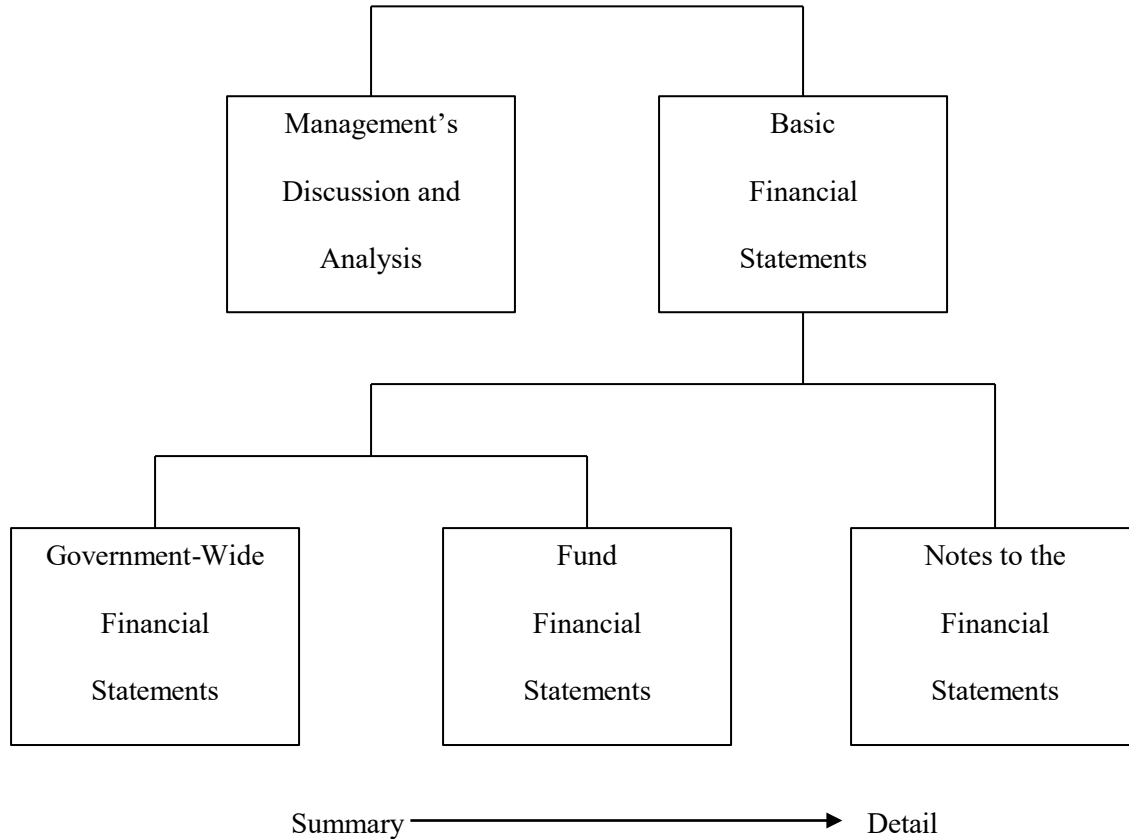 Management’s
Discussion and
Analysis
Basic
Financial
Statements
Government-Wide
Financial
Statements
Fund
Financial
Statements
Notes to the
Financial
Statements
Summary
Detail